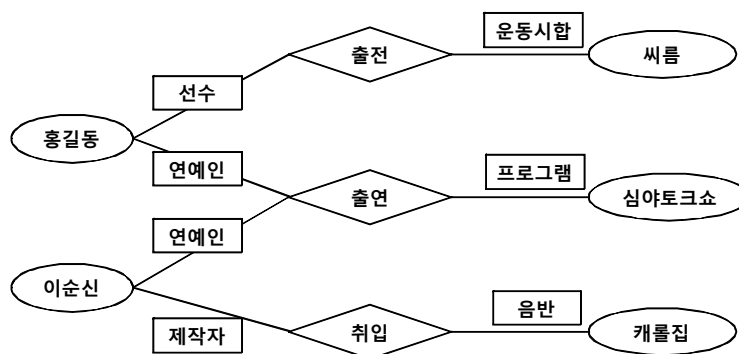 운동시합
출전
씨름
선수
홍길동
연예인
프로그램
출연
심야토크쇼
연예인
이순신
제작자
음반
취입
캐롤집